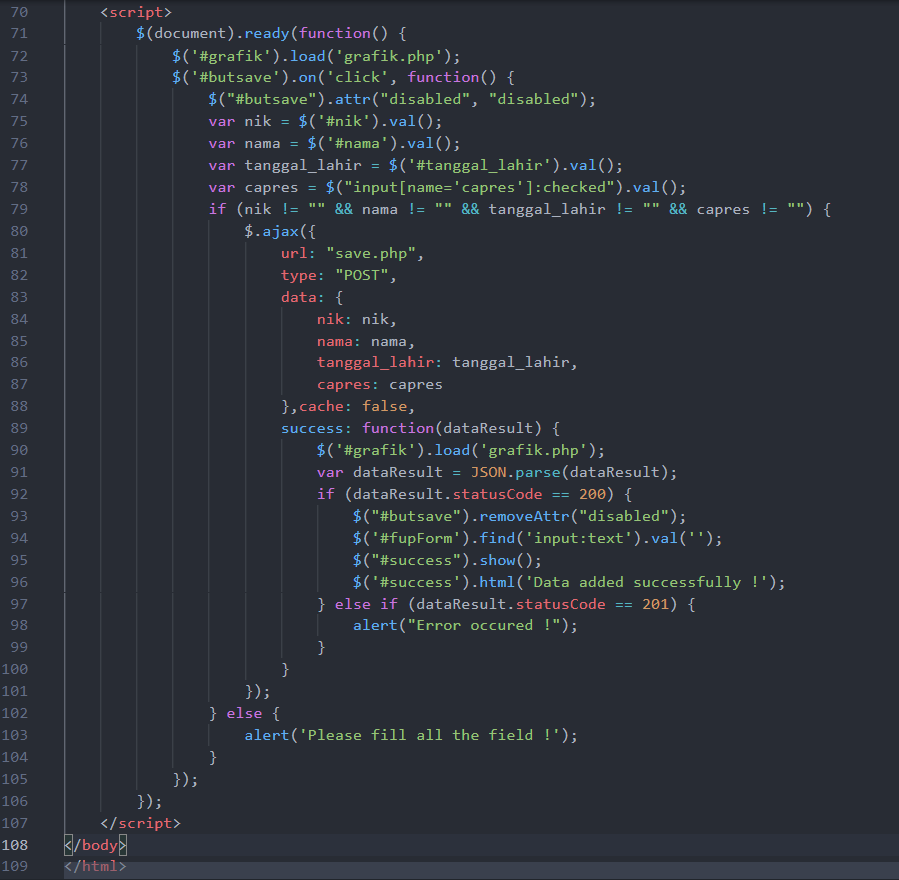 70 <script>
71 $(document).ready(function() {
72 $('#grafik').load('grafik.php');
73 $('#butsave').on('click', function() {
74 $("#butsave").attr("disabled", "disabled");
75 var nik = $('#nik').val();
76 var nama = $('#nama').val();
77 var tanggal_lahir = $('#tanggal_lahir').val();
78 var capres = $("input[name='capres']:checked").val();
79 if (nik != "" && nama != "" && tanggal_lahir != "" && capres != "") {
80 $.ajax({
81 url: "save.php",
82 type: "POST",
83 data: {
84 nik: nik,
85 nama: nama,
86 tanggal_lahir: tanggal_lahir,
87 capres: capres
88 },cache: false,
89 success: function(dataResult) {
90 $('#grafik').load('grafik.php');
91 var dataResult = JSON.parse(dataResult);
92 if (dataResult.statusCode == 200) {
93 $("#butsave").removeAttr("disabled");
94 $('#fupForm').find('input:text').val('');
95 $("#success").show();
96 $('#success').html('Data added successfully !');
97 } else if (dataResult.statusCode == 201) {
98 alert("Error occured !");
99 }
100 }
101 });
102 } else {
103 alert('Please fill all the field !');
104 }
105 });
106 });
107 </script>
108 </body>
109 </html>